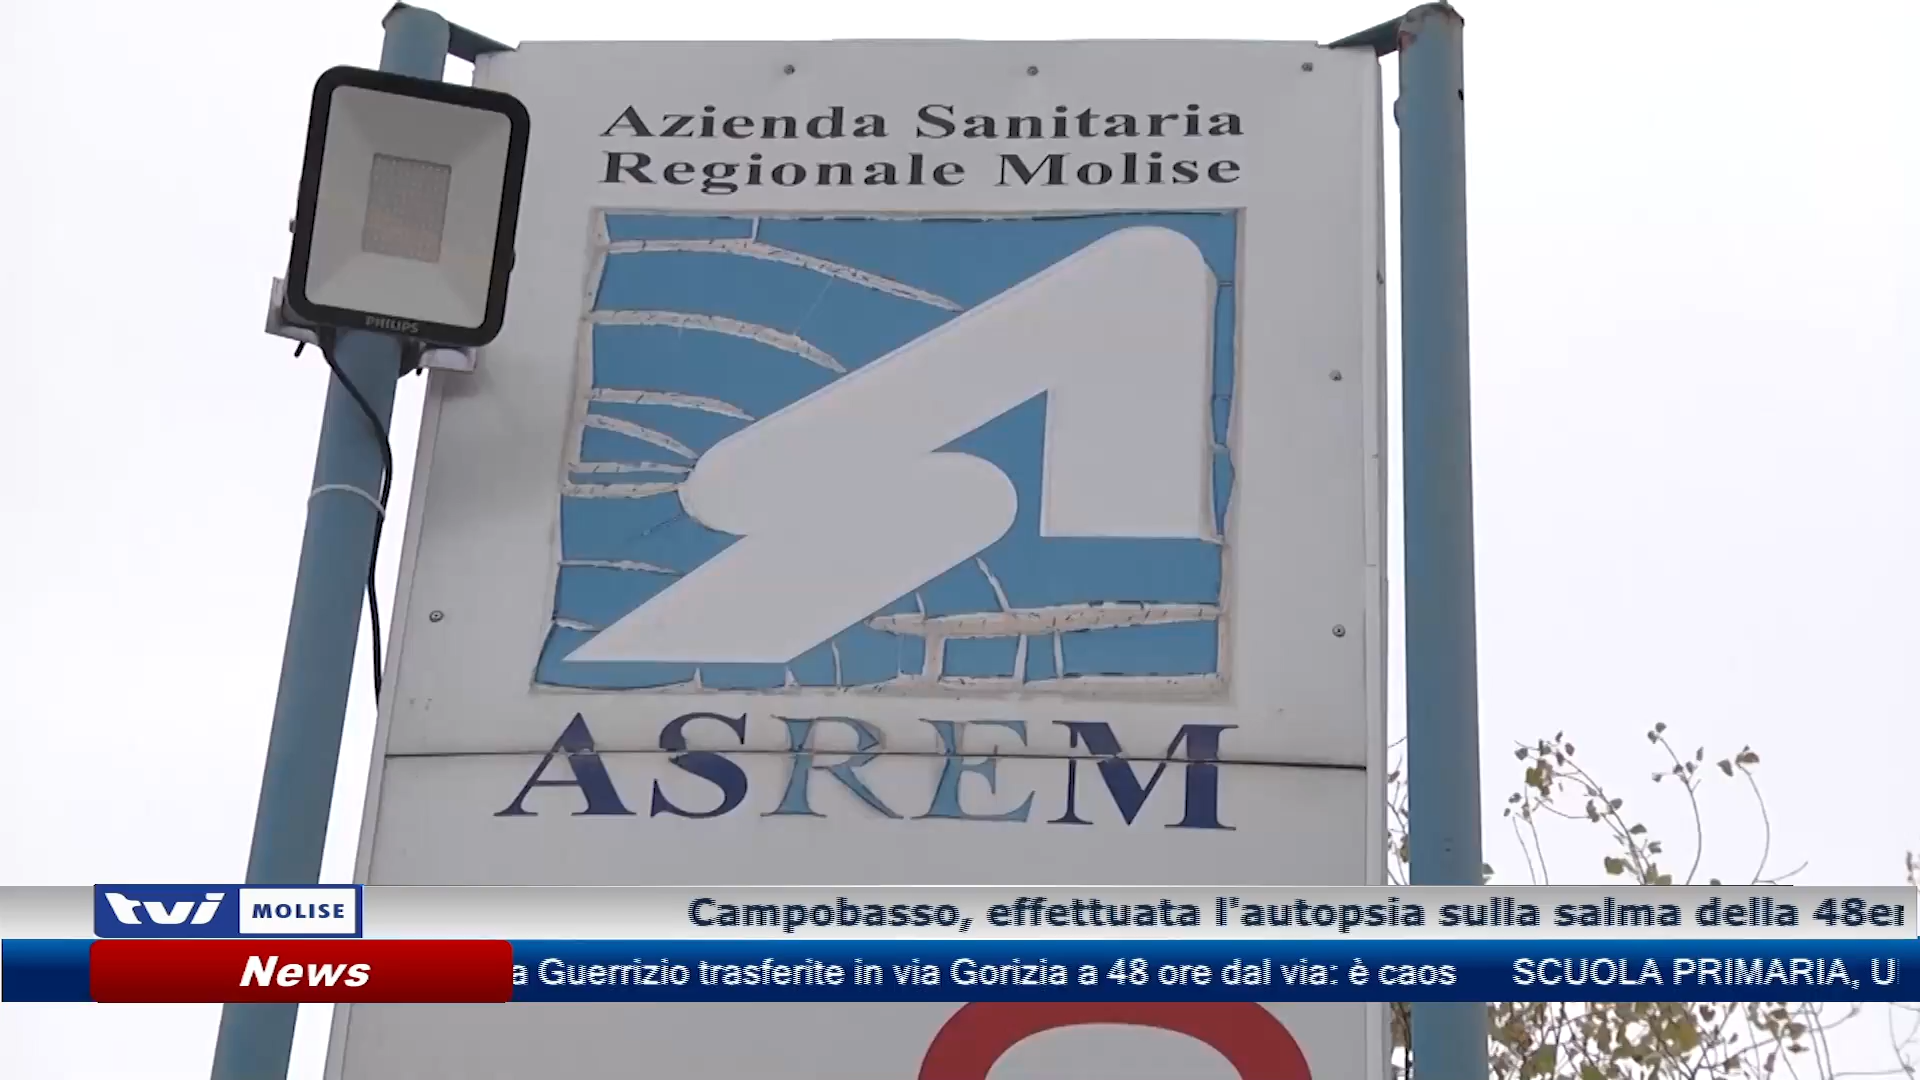 Azienda Sanitaria
Regionale Molise
PHILIPS
ASREM
tvi MOLISE
Campobasso, effettuata l'autopsia sulla salma della 48e
News
a Guerrizio trasferite in via Gorizia a 48 ore dal via: è caos SCUOLA PRIMARIA, U